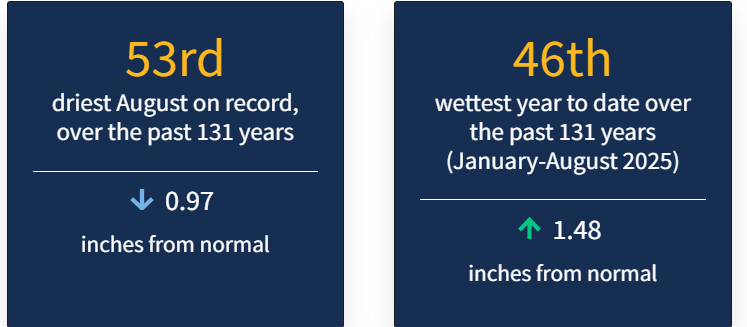 53rd
driest August on record,
over the past 131 years
↓ 0.97
inches from normal
46th
wettest year to date over
the past 131 years
(January-August 2025)
↑ 1.48
inches from normal